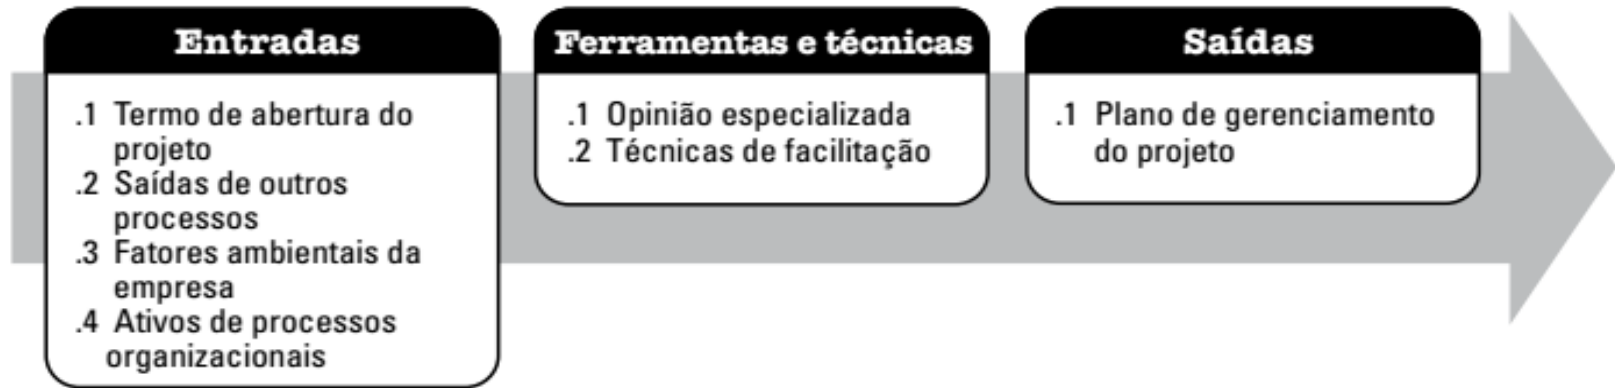 Entradas
.1 Termo de abertura do
projeto
.2 Saídas de outros
processos
.3 Fatores ambientais da
empresa
.4 Ativos de processos
organizacionais
Ferramentas e técnicas
.1 Opinião especializada
.2 Técnicas de facilitação
Saídas
.1 Plano de gerenciamento
do projeto